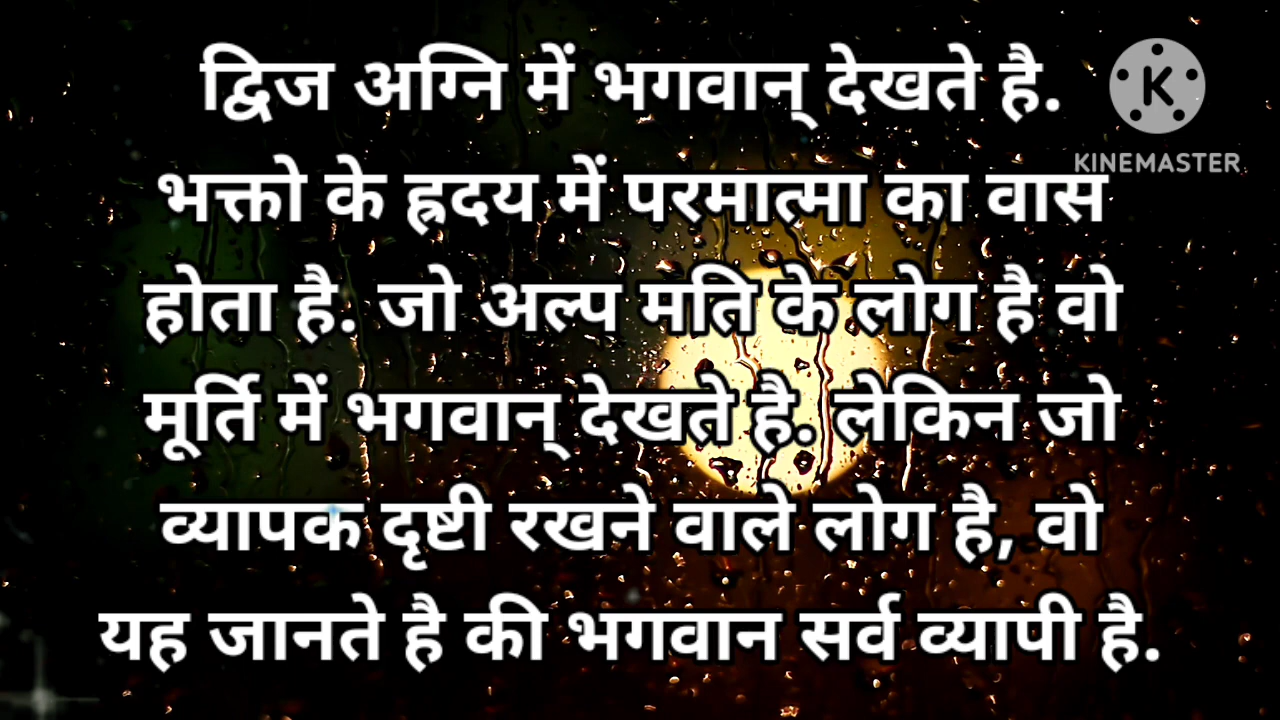 द्विज अग्नि में भगवान् देखते है.
KINEMASTER
भक्तो के ह्रदय में परमात्मा का वास
होता है. जो अल्प मति के लोग है वो
मूर्ति में भगवान् देखते है. लेकिन जो
व्यापक दृष्टी रखने वाले लोग है, वो
यह जानते है की भगवान सर्व व्यापी है.